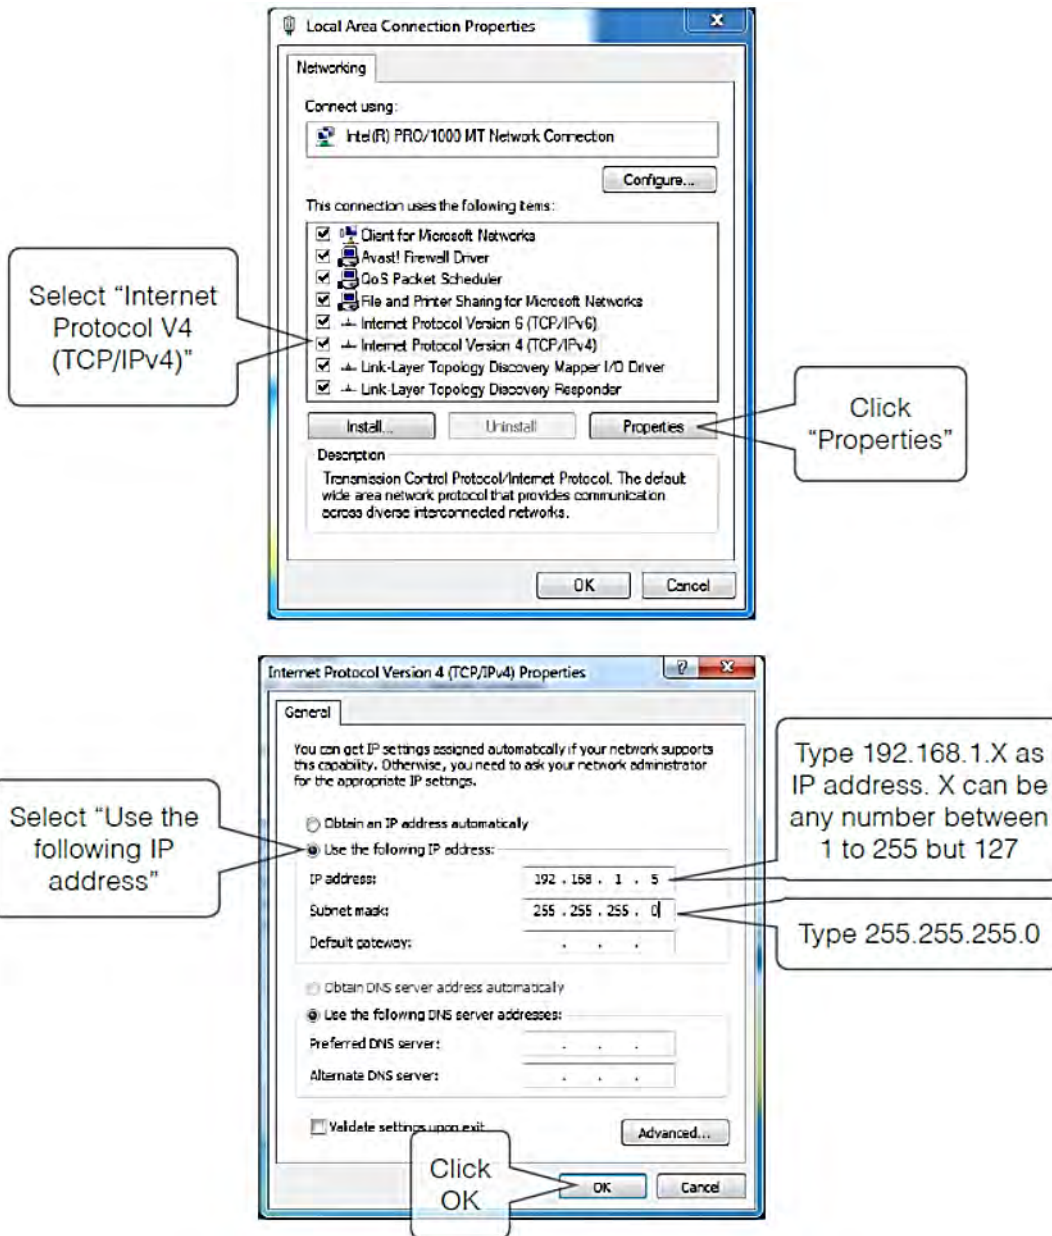 Local Area Connection Properties
x
Networking
Connect using:
Intel(R) PRO/1000 MT Network Connection
Configure...
This connection uses the following items:
Client for Microsoft Networks
Avast! Firewall Driver
QoS Packet Scheduler
File and Printer Sharing for Microsoft Networks
Internet Protocol Version 6 (TCP/IPv6)
Internet Protocol Version 4 (TCP/IPv4)
Link-Layer Topology Discovery Mapper I/O Driver
Link-Layer Topology Discovery Responder
Select "Internet
Protocol V4
(TCP/IPv4)"
Install...
Uninstall
Properties
Click
"Properties"
Description
Transmission Control Protocol/Internet Protocol. The default
wide area network protocol that provides communication
across diverse interconnected networks.
OK
Cancel
Internet Protocol Version 4 (TCP/IPv4) Properties
?
x
General
You can get IP settings assigned automatically if your network supports
this capability. Otherwise, you need to ask your network administrator
for the appropriate IP settings.
Obtain an IP address automatically
Use the following IP address:
Select "Use the
following IP
address"
IP address:
192 . 168 . 1 . 5
Type 192.168.1.X as
IP address. X can be
any number between
1 to 255 but 127
Subnet mask:
255 . 255 . 255 . 0
Type 255.255.255.0
Default gateway:
. . .
Obtain DNS server address automatically
Use the following DNS server addresses:
Preferred DNS server:
. . .
Alternate DNS server:
. . .
Validate settings upon exit
Advanced...
Click
OK
OK
Cancel